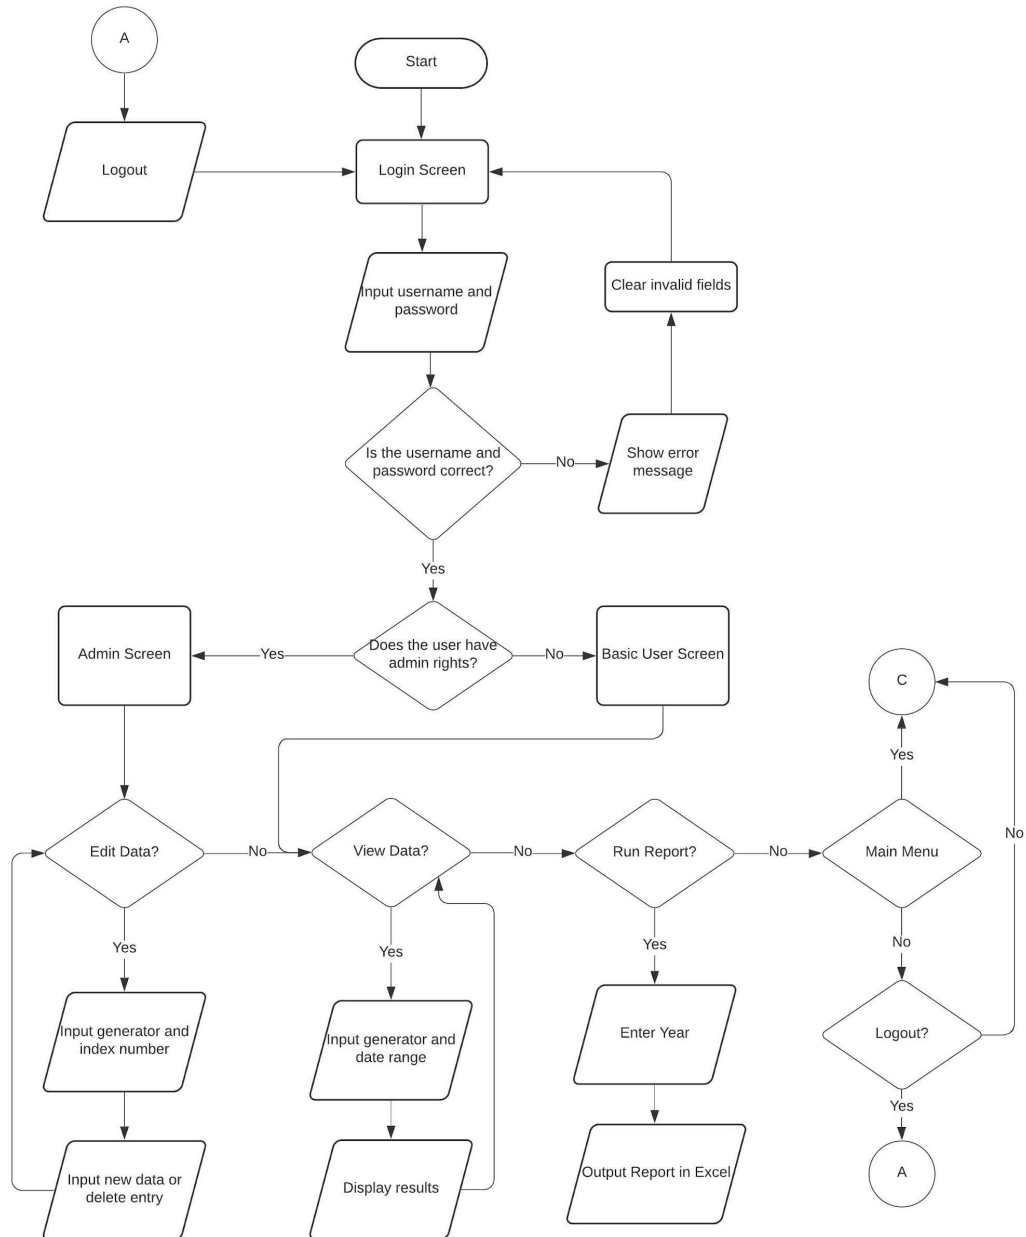 A
Start
Logout
Login Screen
Input username and
password
Clear invalid fields
Is the username and
password correct?
No
Show error
message
Yes
Admin Screen
Yes
Does the user have
admin rights?
No
Basic User Screen
C
Yes
No
Edit Data?
No
View Data?
No
Run Report?
No
Main Menu
Yes
Yes
Yes
No
Input generator and
index number
Input generator and
date range
Enter Year
Logout?
Yes
Input new data or
delete entry
Display results
Output Report in Excel
A